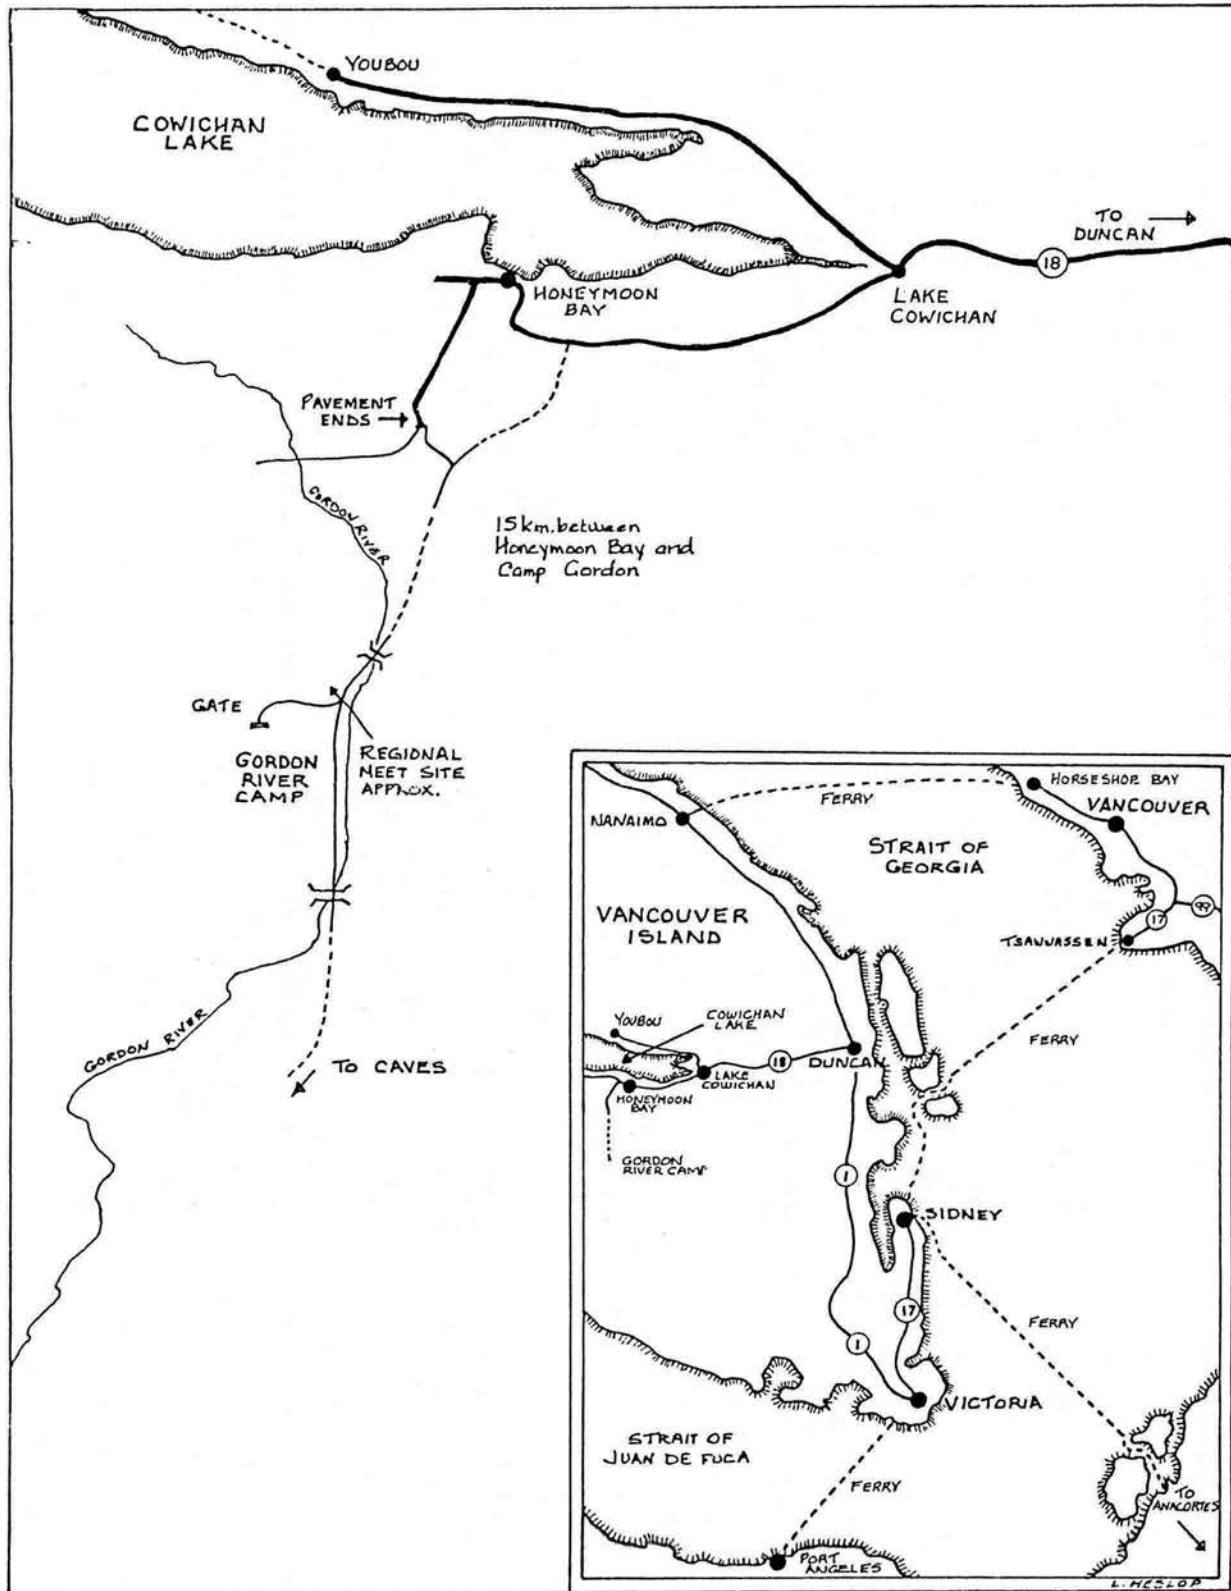 YOUBOU
COWICHAN
LAKE
TO
DUNCAN
18
HONEYMOON
BAY
LAKE
COWICHAN
PAVEMENT
ENDS
GORDON RIVER
15 km. between
Honeymoon Bay and
Camp Gordon
GATE
GORDON
RIVER
CAMP
REGIONAL
MEET SITE
APPROX.
GORDON RIVER
TO CAVES
HORSESHOE BAY
FERRY
VANCOUVER
NANAIMO
STRAIT OF
GEORGIA
VANCOUVER
ISLAND
17
99
TSAWWASSEN
YOUBOU
COWICHAN
LAKE
FERRY
18
DUNCAN
LAKE
COWICHAN
HONEYMOON
BAY
GORDON
RIVER CAMP
1
SIDNEY
17
FERRY
1
VICTORIA
STRAIT OF
JUAN DE FUCA
FERRY
TO
ANACORTES
PORT
ANGELES
L. HESLOP